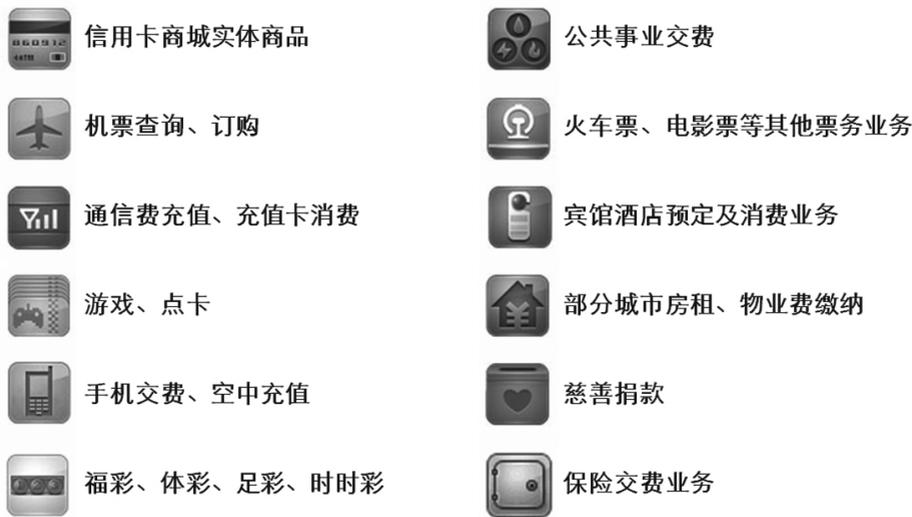 信用卡商城实体商品
公共事业交费
机票查询、订购
火车票、电影票等其他票务业务
通信费充值、充值卡消费
宾馆酒店预定及消费业务
游戏、点卡
部分城市房租、物业费缴纳
手机交费、空中充值
慈善捐款
福彩、体彩、足彩、时时彩
保险交费业务